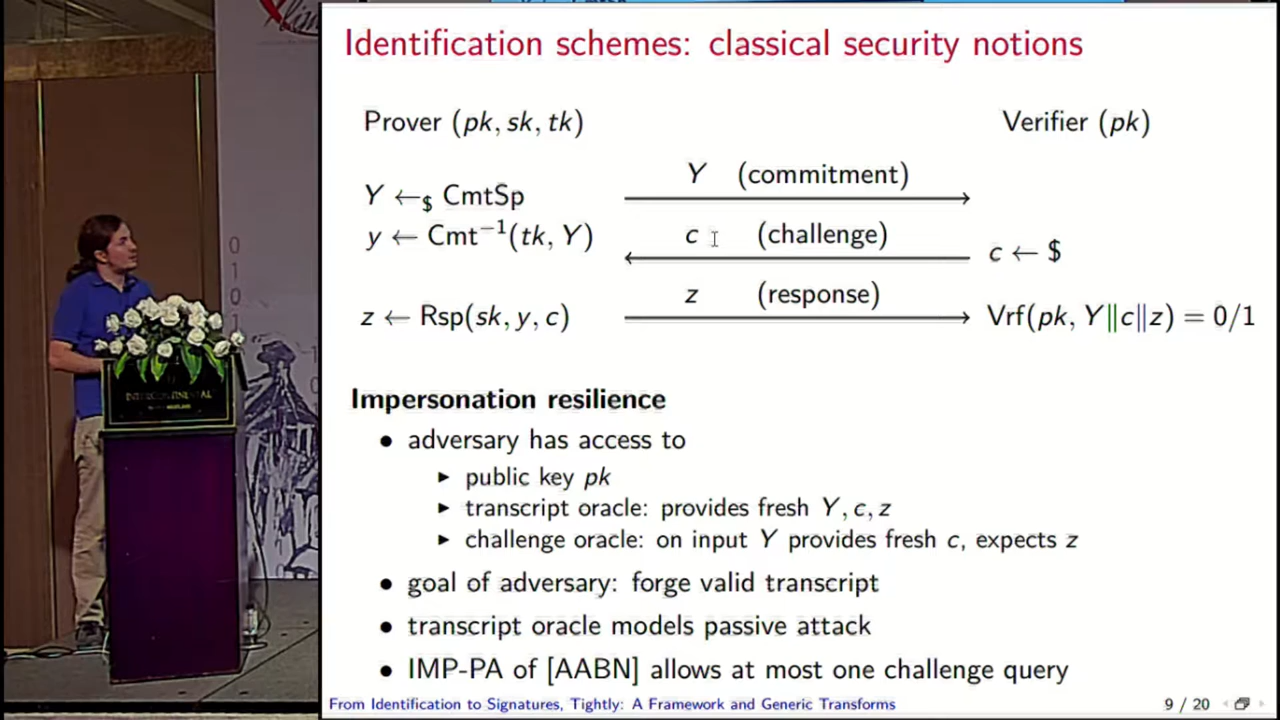 Identification schemes: classical security notions
Prover (pk, sk, tk) Verifier (pk)
Y (commitment)
Y ←$ CmtSp
y ← Cmt⁻¹(tk, Y) c (challenge)
c ← $
z (response)
z ← Rsp(sk, y, c) Vrf(pk, Y‖c‖z) = 0/1
Impersonation resilience
• adversary has access to
▶ public key pk
▶ transcript oracle: provides fresh Y, c, z
▶ challenge oracle: on input Y provides fresh c, expects z
• goal of adversary: forge valid transcript
• transcript oracle models passive attack
• IMP-PA of [AABN] allows at most one challenge query
From Identification to Signatures, Tightly: A Framework and Generic Transforms 9 / 20
INTERCONTINENTAL